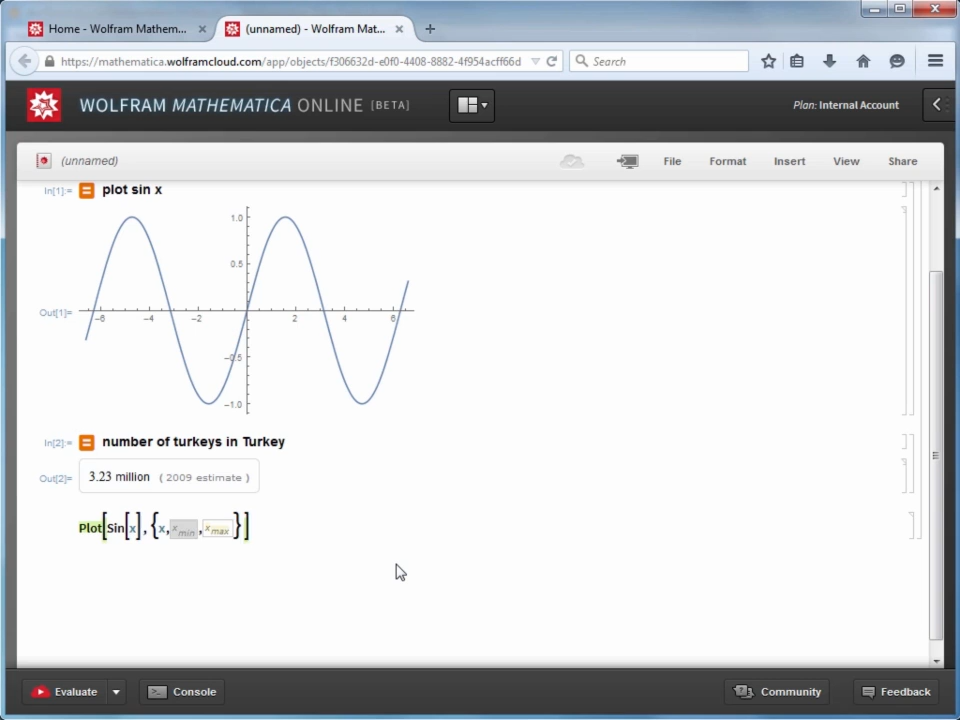 Home - Wolfram Mathem...
(unnamed) - Wolfram Mat...
https://mathematica.wolframcloud.com/app/objects/f306632d-e0f0-4408-8882-4f954acff66d
Search
WOLFRAM MATHEMATICA ONLINE [BETA]
Plan: Internal Account
(unnamed)
File Format Insert View Share
In[1]:= plot sin x
1.0
0.5
Out[1]=
-6 -4 -2 2 4 6
-0.5
-1.0
In[2]:= number of turkeys in Turkey
Out[2]= 3.23 million (2009 estimate)
Plot[Sin[x], {x, xmin, xmax}]
Evaluate
Console
Community
Feedback